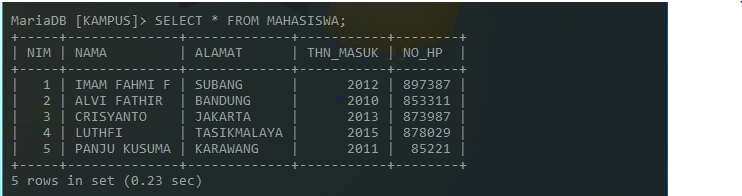 MariaDB [KAMPUS]> SELECT * FROM MAHASISWA;
+-----+--------------+-------------+-----------+--------+
| NIM | NAMA         | ALAMAT      | THN_MASUK | NO_HP  |
+-----+--------------+-------------+-----------+--------+
|   1 | IMAM FAHMI F | SUBANG      |      2012 | 897387 |
|   2 | ALVI FATHIR  | BANDUNG     |      2010 | 853311 |
|   3 | CRISYANTO    | JAKARTA     |      2013 | 873987 |
|   4 | LUTHFI       | TASIKMALAYA |      2015 | 878029 |
|   5 | PANJU KUSUMA | KARAWANG    |      2011 |  85221 |
+-----+--------------+-------------+-----------+--------+
5 rows in set (0.23 sec)